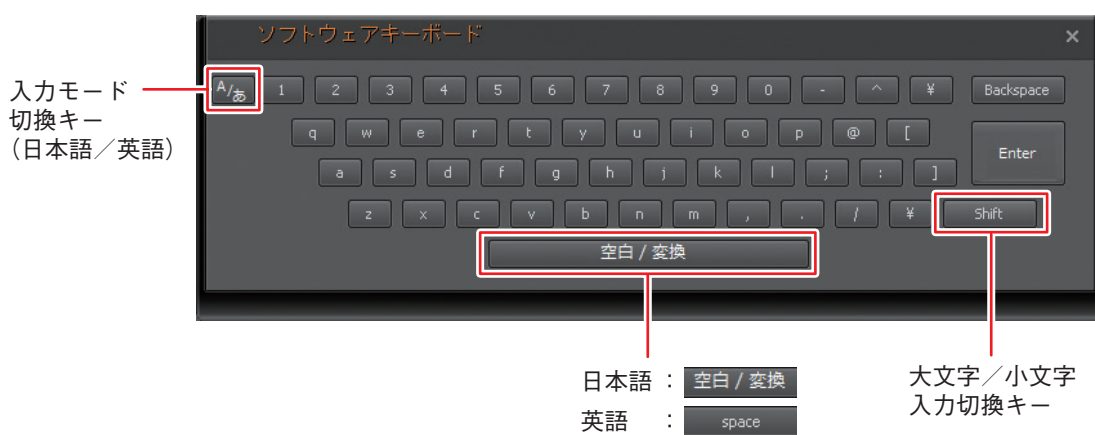 ソフトウェアキーボード ×
A/あ 1 2 3 4 5 6 7 8 9 0 - ^ ¥ Backspace
q w e r t y u i o p @ [
Enter
a s d f g h j k l ; : ]
z x c v b n m , . / ¥ Shift
空白 / 変換
入力モード
切換キー
（日本語／英語）
日本語 : 空白 / 変換
英語 : space
大文字／小文字
入力切換キー